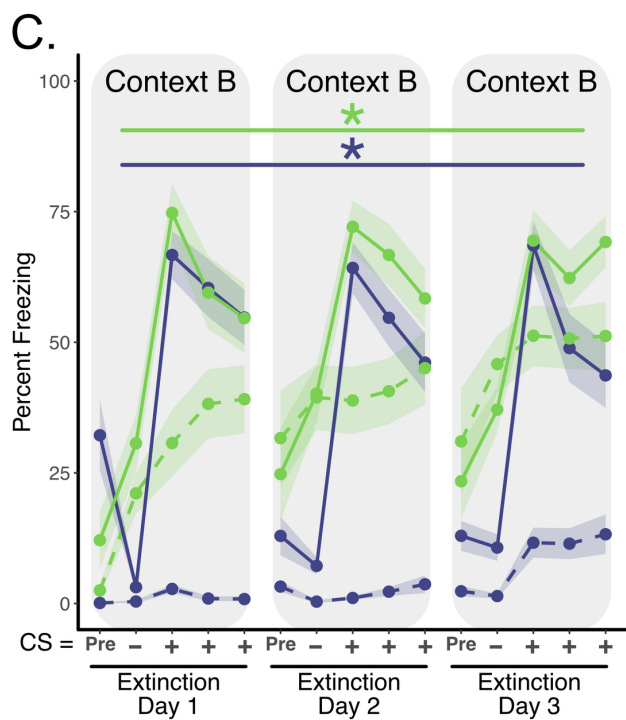 C.
Context B Context B Context B
*
*
100
75
50
25
0
Percent Freezing
CS = Pre − + + + Pre − + + + Pre − + + +
Extinction Extinction Extinction
Day 1 Day 2 Day 3